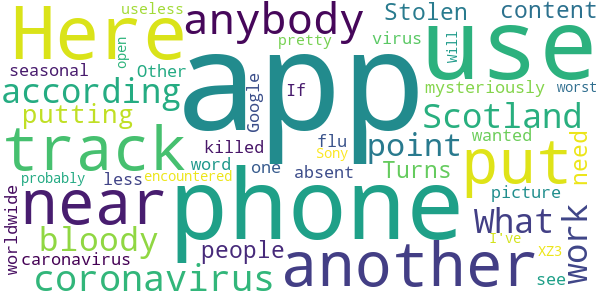 useless
Here
anybody
Stolen
content
open
pretty
virus
Will
use
seasonal
Other
app
If
mysteriously
worst
according
Google
Scotland
putting
track
killed
flu
Sony
point
wanted
need
word
one
absent
Turns
put
probably
less
encountered
phone
picture
near
worldwide
What
work
bloody
people
I've
caronavirus
coronavirus
another
see
XZ3